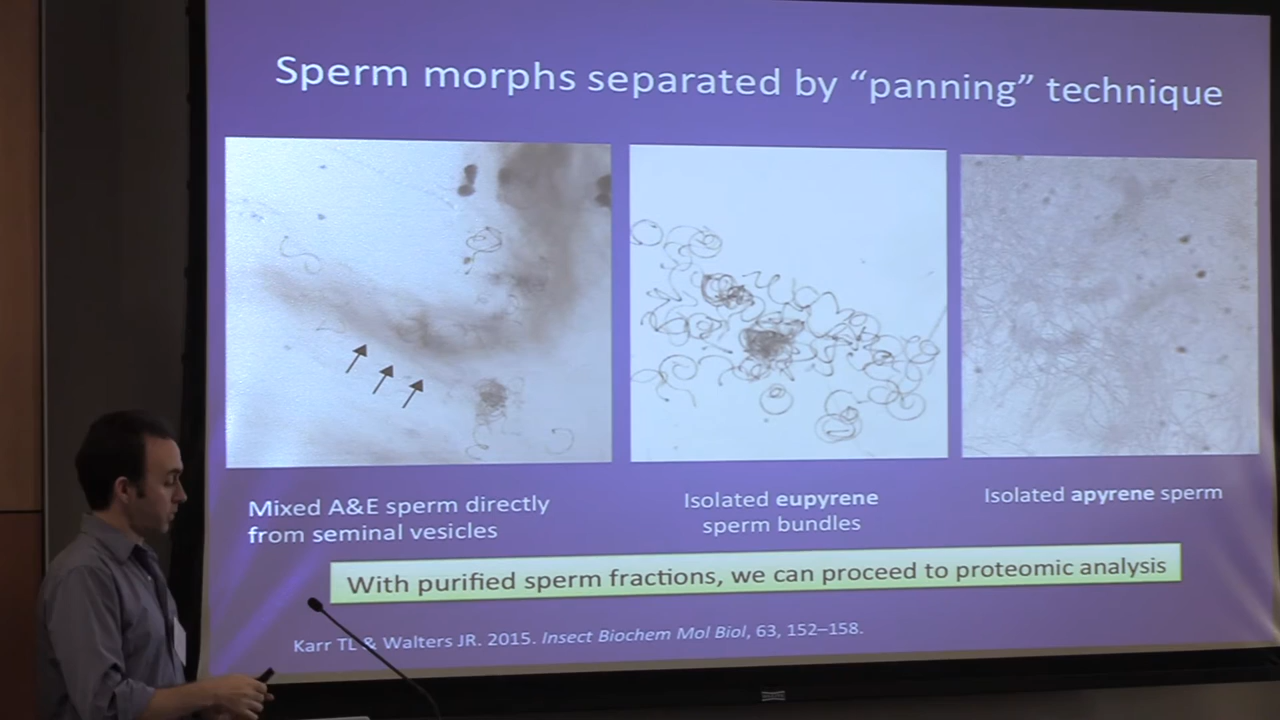 Sperm morphs separated by “panning” technique
Mixed A&E sperm directly
from seminal vesicles
Isolated eupyrene
sperm bundles
Isolated apyrene sperm
With purified sperm fractions, we can proceed to proteomic analysis
Karr TL & Walters JR. 2015. Insect Biochem Mol Biol, 63, 152–158.